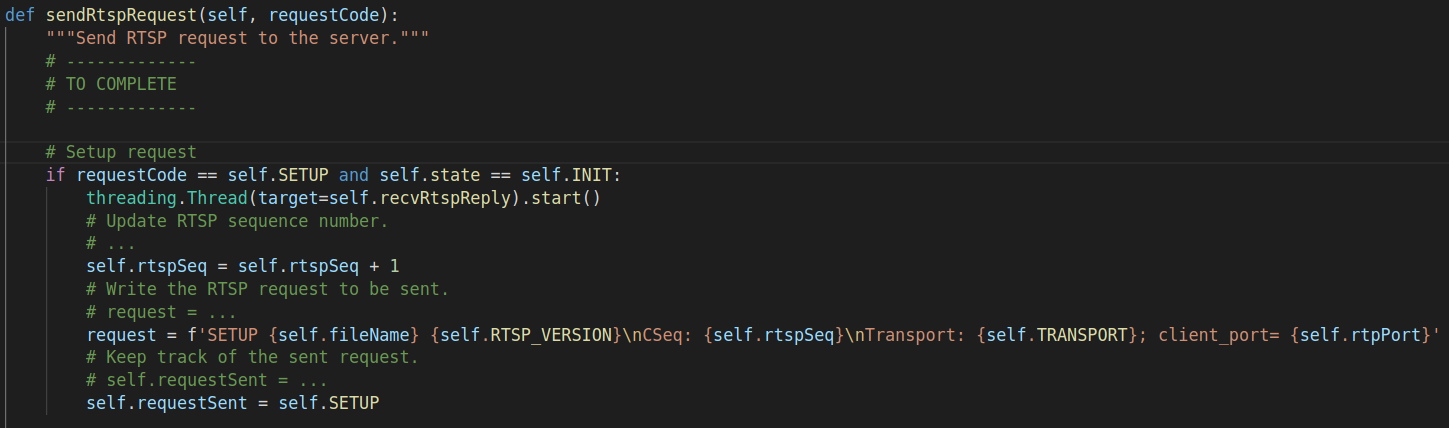 def sendRtspRequest(self, requestCode):
    """Send RTSP request to the server."""
    # -------------
    # TO COMPLETE
    # -------------

    # Setup request
    if requestCode == self.SETUP and self.state == self.INIT:
        threading.Thread(target=self.recvRtspReply).start()
        # Update RTSP sequence number.
        # ...
        self.rtspSeq = self.rtspSeq + 1
        # Write the RTSP request to be sent.
        # request = ...
        request = f'SETUP {self.fileName} {self.RTSP_VERSION}\nCSeq: {self.rtspSeq}\nTransport: {self.TRANSPORT}; client_port= {self.rtpPort}'
        # Keep track of the sent request.
        # self.requestSent = ...
        self.requestSent = self.SETUP